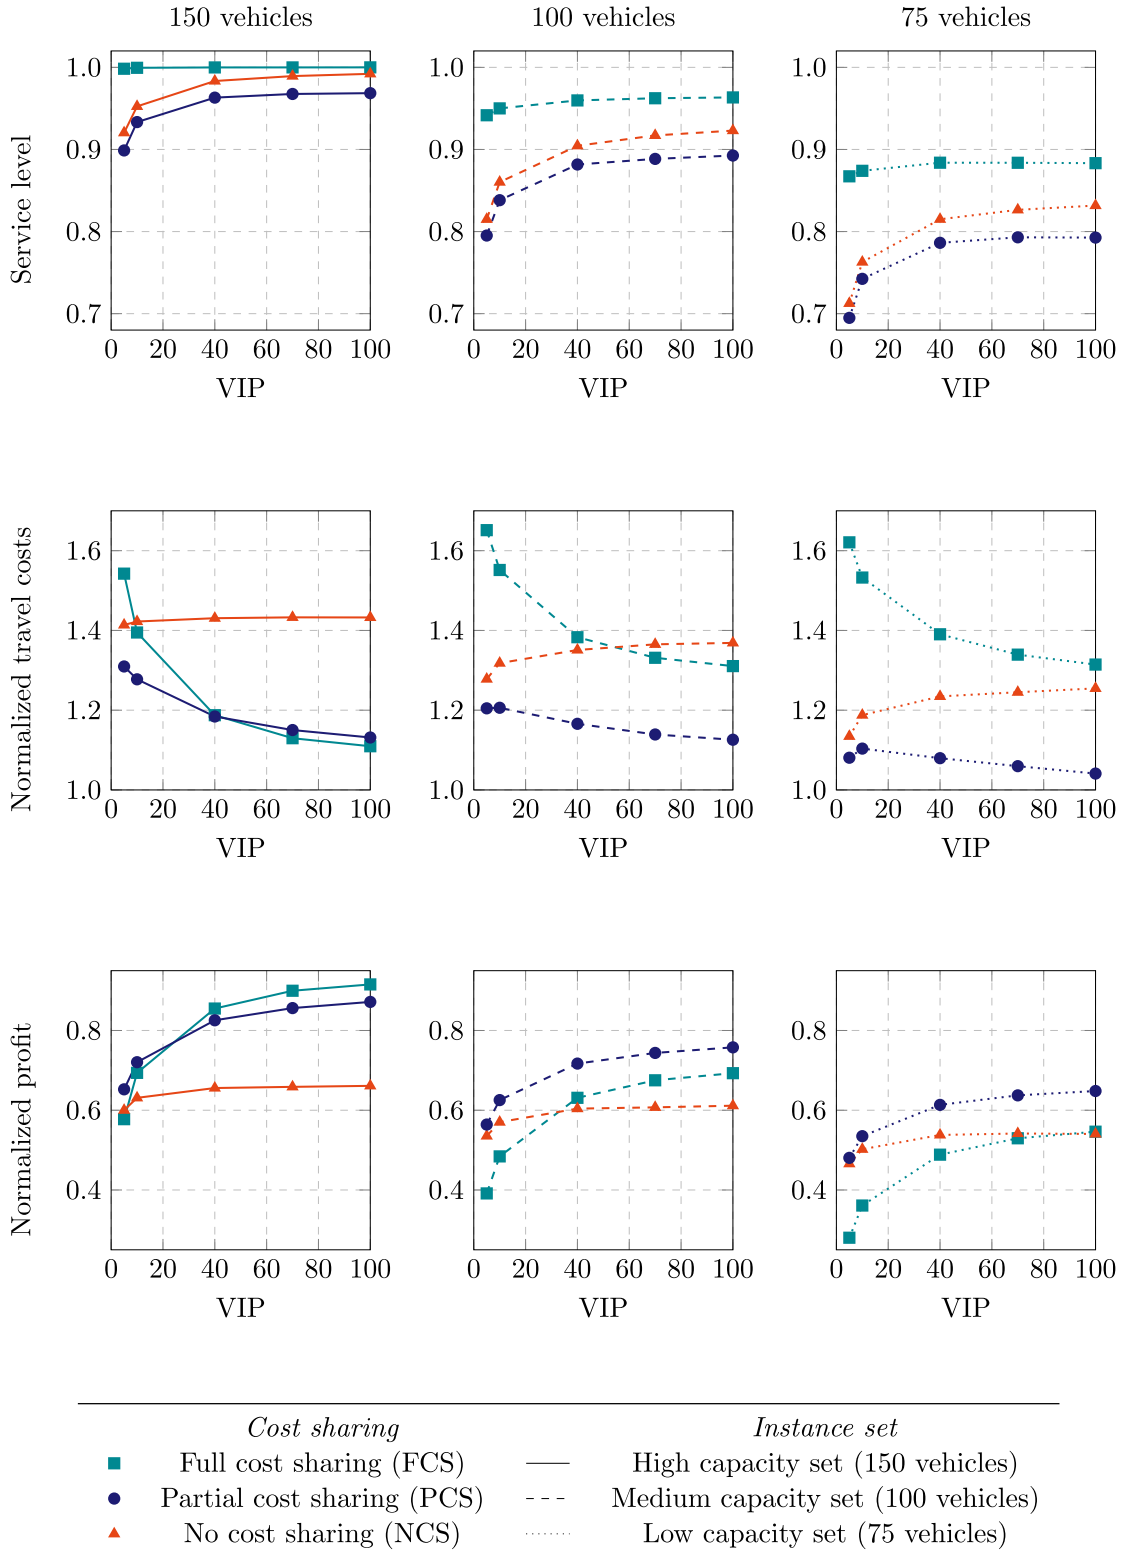 150 vehicles 100 vehicles 75 vehicles
Service level
1.0 1.0 1.0
0.9 0.9 0.9
0.8 0.8 0.8
0.7 0.7 0.7
0 20 40 60 80 100 0 20 40 60 80 100 0 20 40 60 80 100
VIP VIP VIP
Normalized travel costs
1.6 1.6 1.6
1.4 1.4 1.4
1.2 1.2 1.2
1.0 1.0 1.0
0 20 40 60 80 100 0 20 40 60 80 100 0 20 40 60 80 100
VIP VIP VIP
Normalized profit
0.8 0.8 0.8
0.6 0.6 0.6
0.4 0.4 0.4
0 20 40 60 80 100 0 20 40 60 80 100 0 20 40 60 80 100
VIP VIP VIP
Cost sharing Instance set
Full cost sharing (FCS) High capacity set (150 vehicles)
Partial cost sharing (PCS) Medium capacity set (100 vehicles)
No cost sharing (NCS) Low capacity set (75 vehicles)